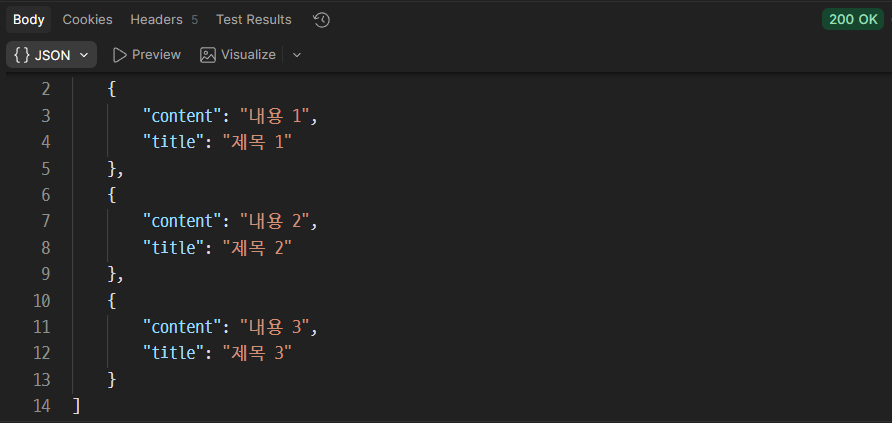 Body Cookies Headers 5 Test Results 200 OK
{} JSON Preview Visualize
2 {
3 "content": "내용 1",
4 "title": "제목 1"
5 },
6 {
7 "content": "내용 2",
8 "title": "제목 2"
9 },
10 {
11 "content": "내용 3",
12 "title": "제목 3"
13 }
14 ]